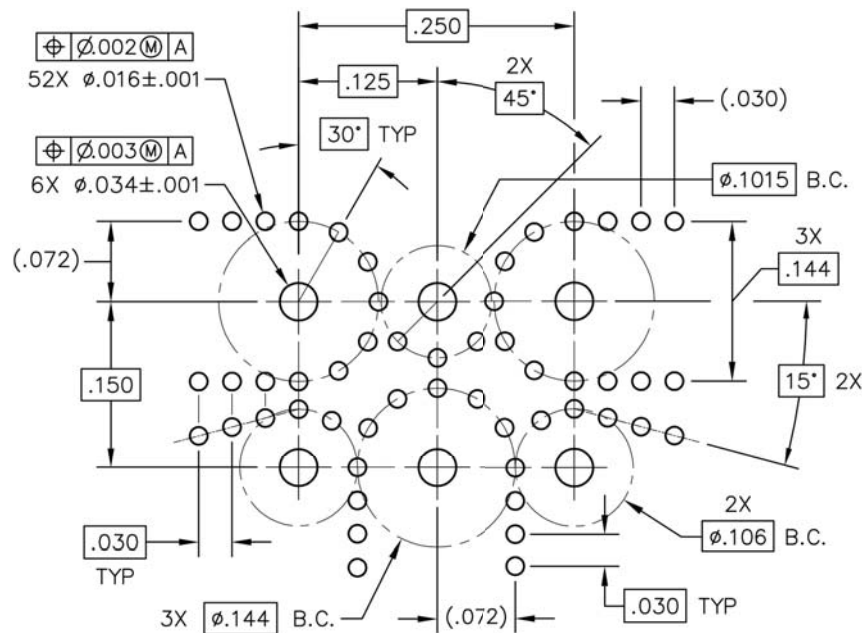 .250
⌖ Ø.002 Ⓜ A
52X Ø.016±.001
.125
2X
45°
(.030)
30° TYP
⌖ Ø.003 Ⓜ A
6X Ø.034±.001
Ø.1015 B.C.
(.072)
3X
.144
.150
15° 2X
.030
TYP
2X
Ø.106 B.C.
3X Ø.144 B.C.
(.072)
.030 TYP